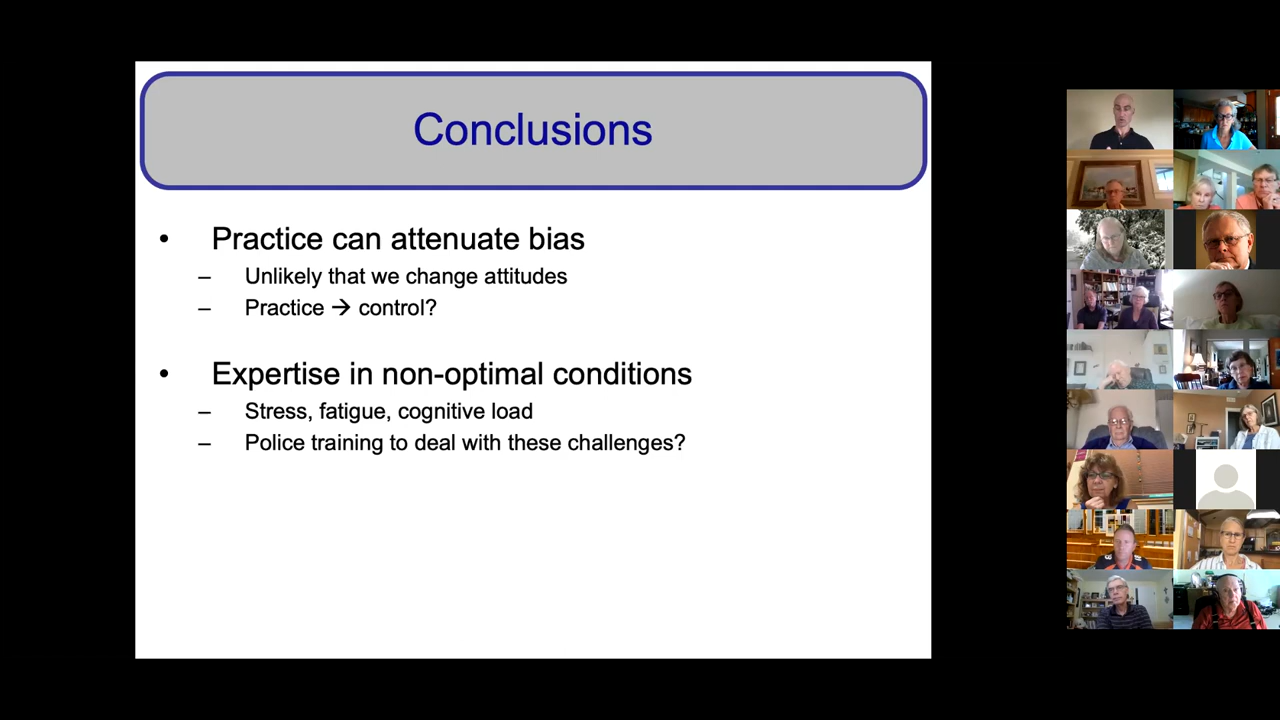 Conclusions
• Practice can attenuate bias
– Unlikely that we change attitudes
– Practice → control?
• Expertise in non-optimal conditions
– Stress, fatigue, cognitive load
– Police training to deal with these challenges?